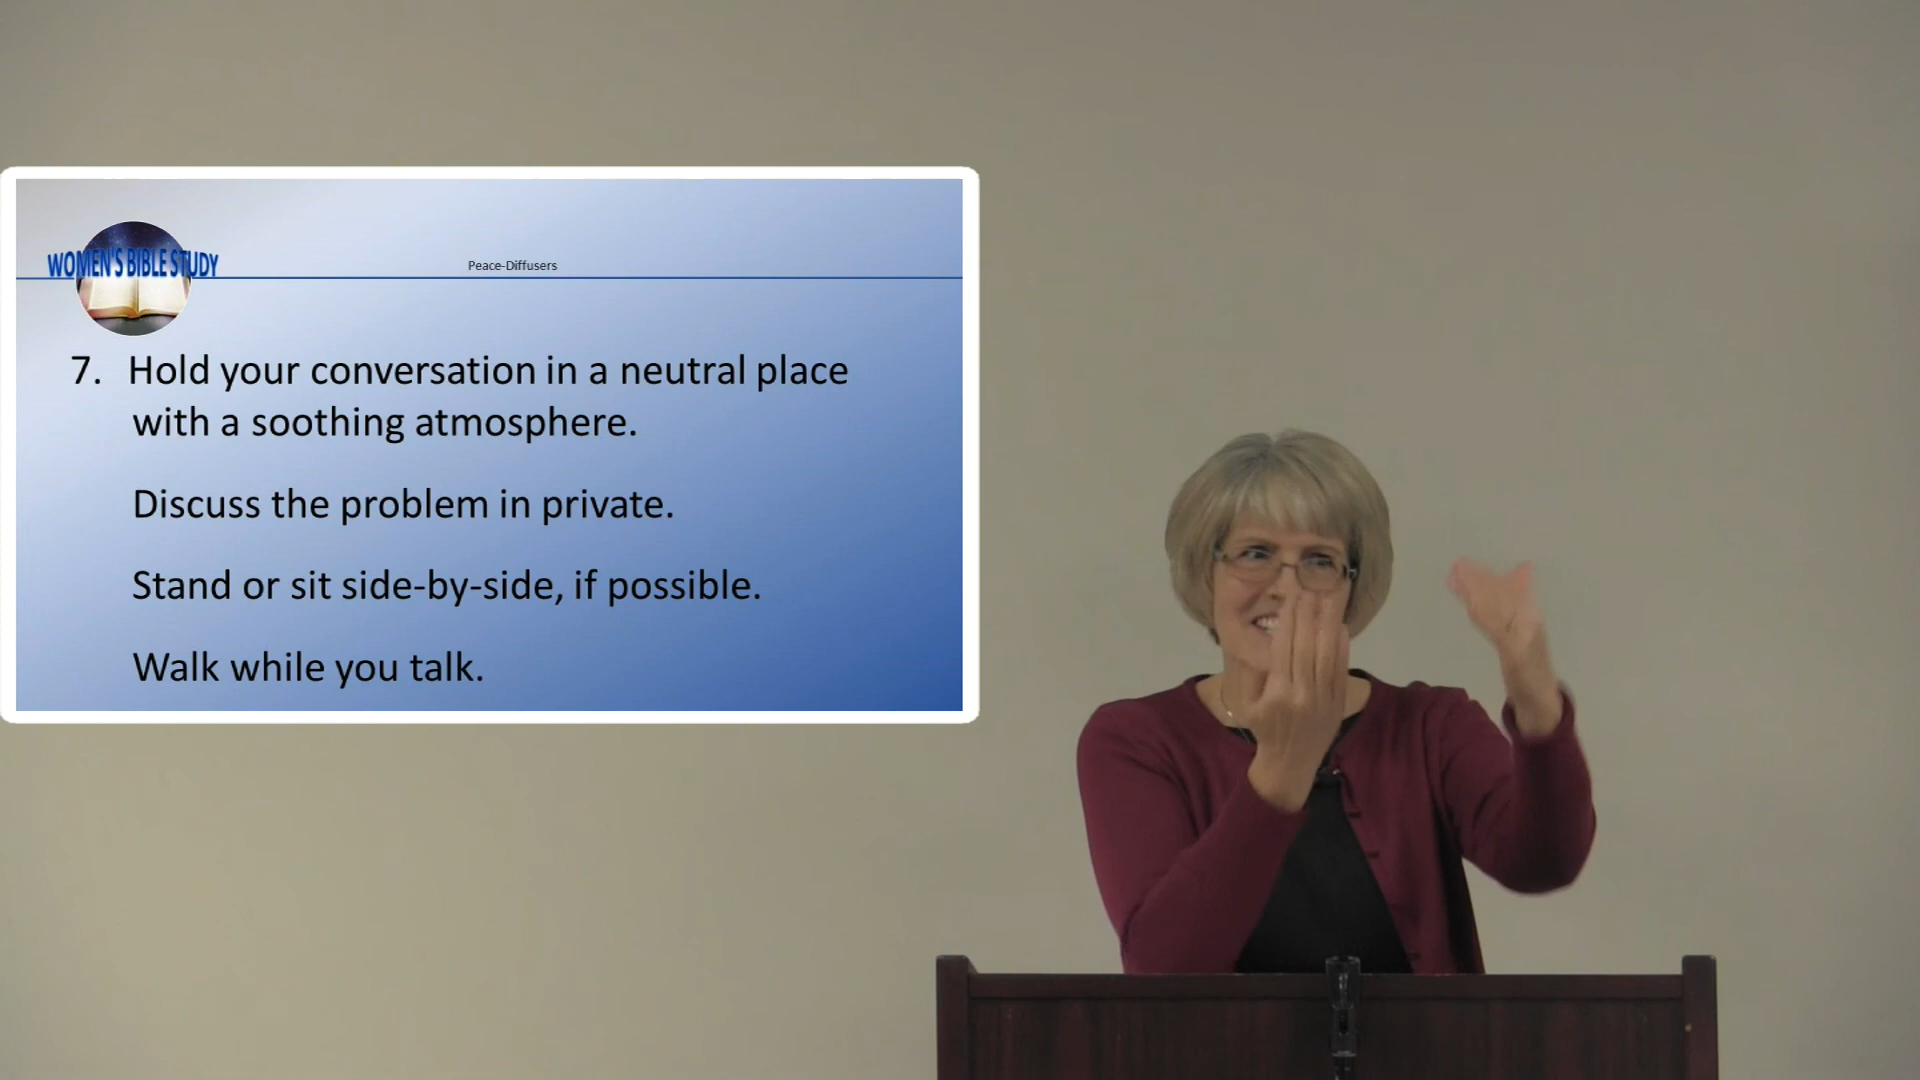 WOMEN'S BIBLE STUDY
Peace-Diffusers
7. Hold your conversation in a neutral place
with a soothing atmosphere.
Discuss the problem in private.
Stand or sit side-by-side, if possible.
Walk while you talk.